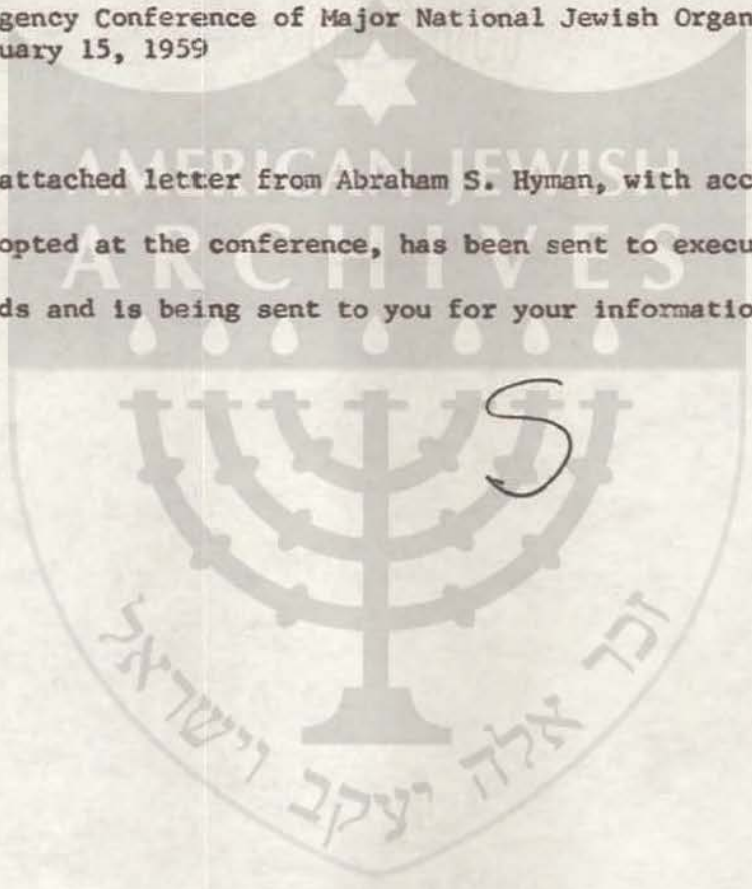 gency Conference of Major National Jewish Organ
uary 15, 1959
AMERICAN JEWISH
attached letter from Abraham S. Hyman, with acc
opted at the conference, has been sent to execu
ARCHIVES
ds and is being sent to you for your informatio
S
זכר אלה יעקב וישראל